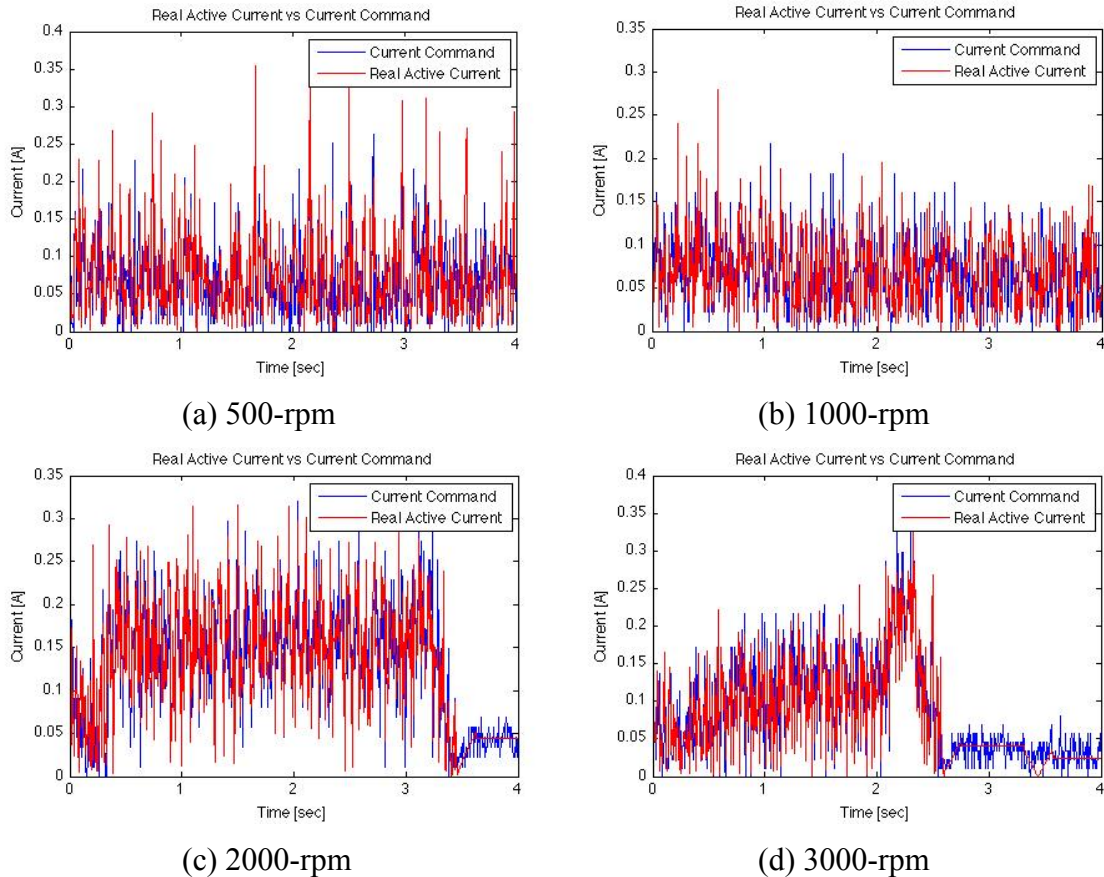 Real Active Current vs Current Command
Current [A]
0.4
0.35
0.3
0.25
0.2
0.15
0.1
0.05
0
Current Command
Real Active Current
0 1 2 3 4
Time [sec]
(a) 500-rpm
Real Active Current vs Current Command
Current [A]
0.35
0.3
0.25
0.2
0.15
0.1
0.05
0
Current Command
Real Active Current
0 1 2 3 4
Time [sec]
(b) 1000-rpm
Real Active Current vs Current Command
Current [A]
0.35
0.3
0.25
0.2
0.15
0.1
0.05
0
Current Command
Real Active Current
0 1 2 3 4
Time [sec]
(c) 2000-rpm
Real Active Current vs Current Command
Current [A]
0.4
0.35
0.3
0.25
0.2
0.15
0.1
0.05
0
Current Command
Real Active Current
0 1 2 3 4
Time [sec]
(d) 3000-rpm